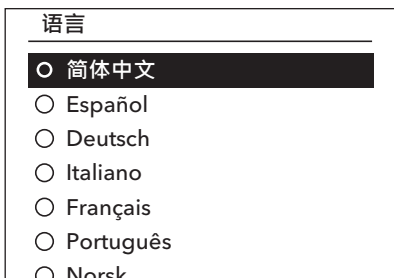 语言
简体中文
Español
Deutsch
Italiano
Français
Português
Norsk